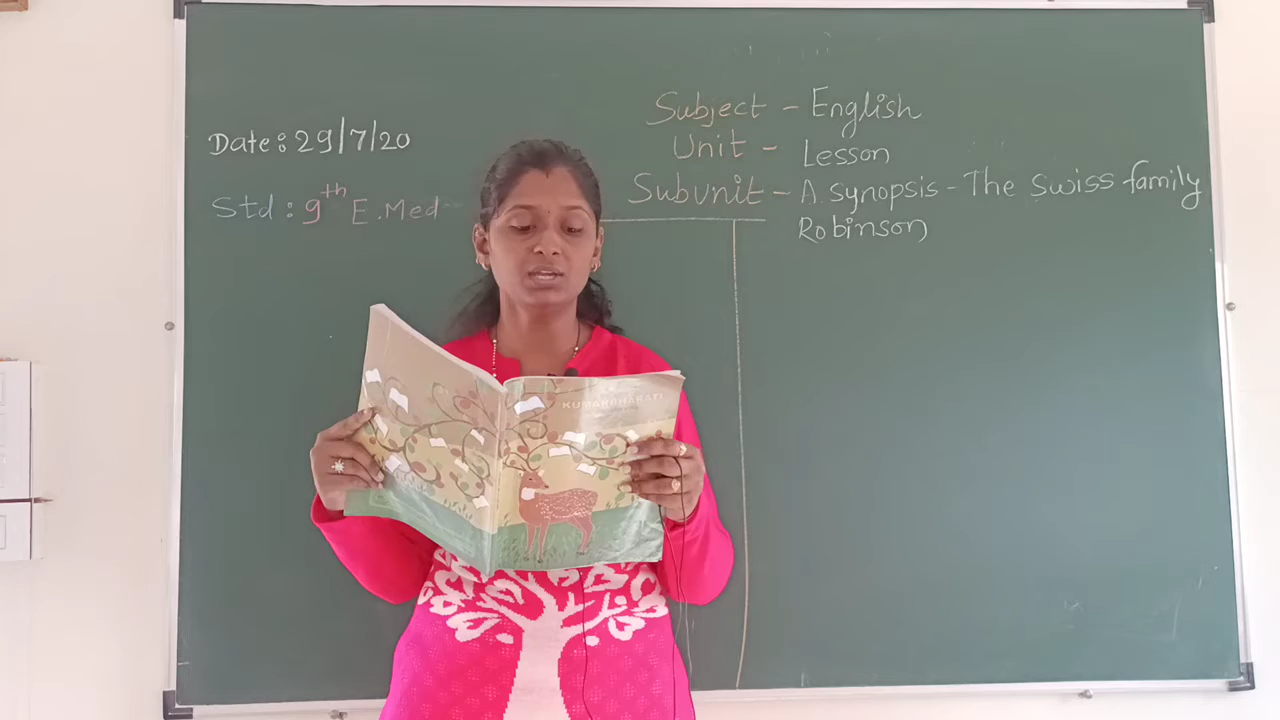 Subject - English
Date: 29/7/20
Unit - Lesson
Std: 9th E.Med
Subunit - A synopsis - The Swiss family
Robinson
KUMARBHARATI